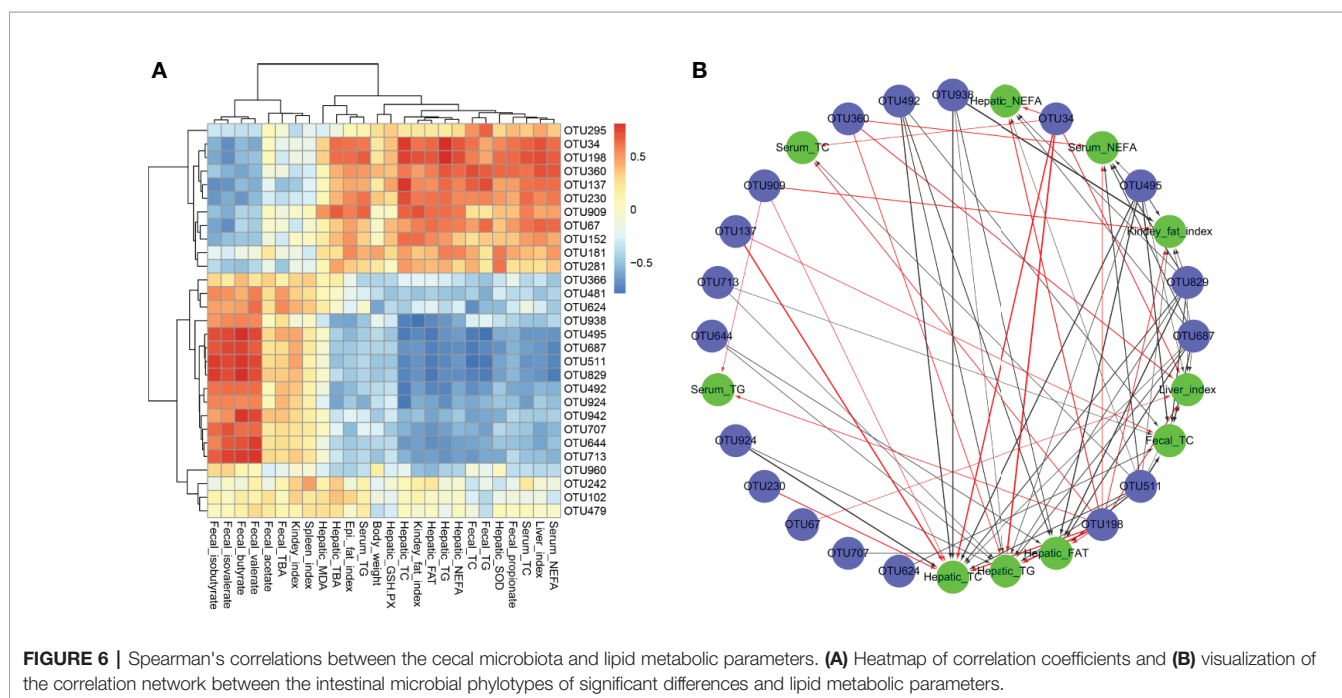 A
OTU295
OTU34
OTU198
OTU360
OTU137
OTU230
OTU909
OTU67
OTU152
OTU181
OTU281
OTU366
OTU481
OTU624
OTU938
OTU495
OTU687
OTU511
OTU829
OTU492
OTU924
OTU942
OTU707
OTU644
OTU713
OTU960
OTU242
OTU102
OTU479
0.5
0
−0.5
Fecal_isobutyrate
Fecal_isovalerate
Fecal_butyrate
Fecal_valerate
Fecal_acetate
Fecal_TBA
Kindey_index
Spleen_index
Hepatic_MDA
Hepatic_TBA
Epi._fat_index
Serum_TG
Body_weight
Hepatic_GSH.PX
Hepatic_TC
Kindey_fat_index
Hepatic_FAT
Hepatic_TG
Hepatic_NEFA
Fecal_TC
Fecal_TG
Hepatic_SOD
Fecal_propionate
Serum_TC
Liver_index
Serum_NEFA
B
OTU938
Hepatic_NEFA
OTU492
OTU34
OTU360
Serum_TC
Serum_NEFA
OTU909
OTU495
OTU137
Kindey_fat_index
OTU713
OTU829
OTU644
OTU687
Serum_TG
Liver_index
OTU924
Fecal_TC
OTU230
OTU511
OTU67
OTU198
OTU707
Hepatic_FAT
OTU624
Hepatic_TC
Hepatic_TG
FIGURE 6 | Spearman's correlations between the cecal microbiota and lipid metabolic parameters. (A) Heatmap of correlation coefficients and (B) visualization of
the correlation network between the intestinal microbial phylotypes of significant differences and lipid metabolic parameters.